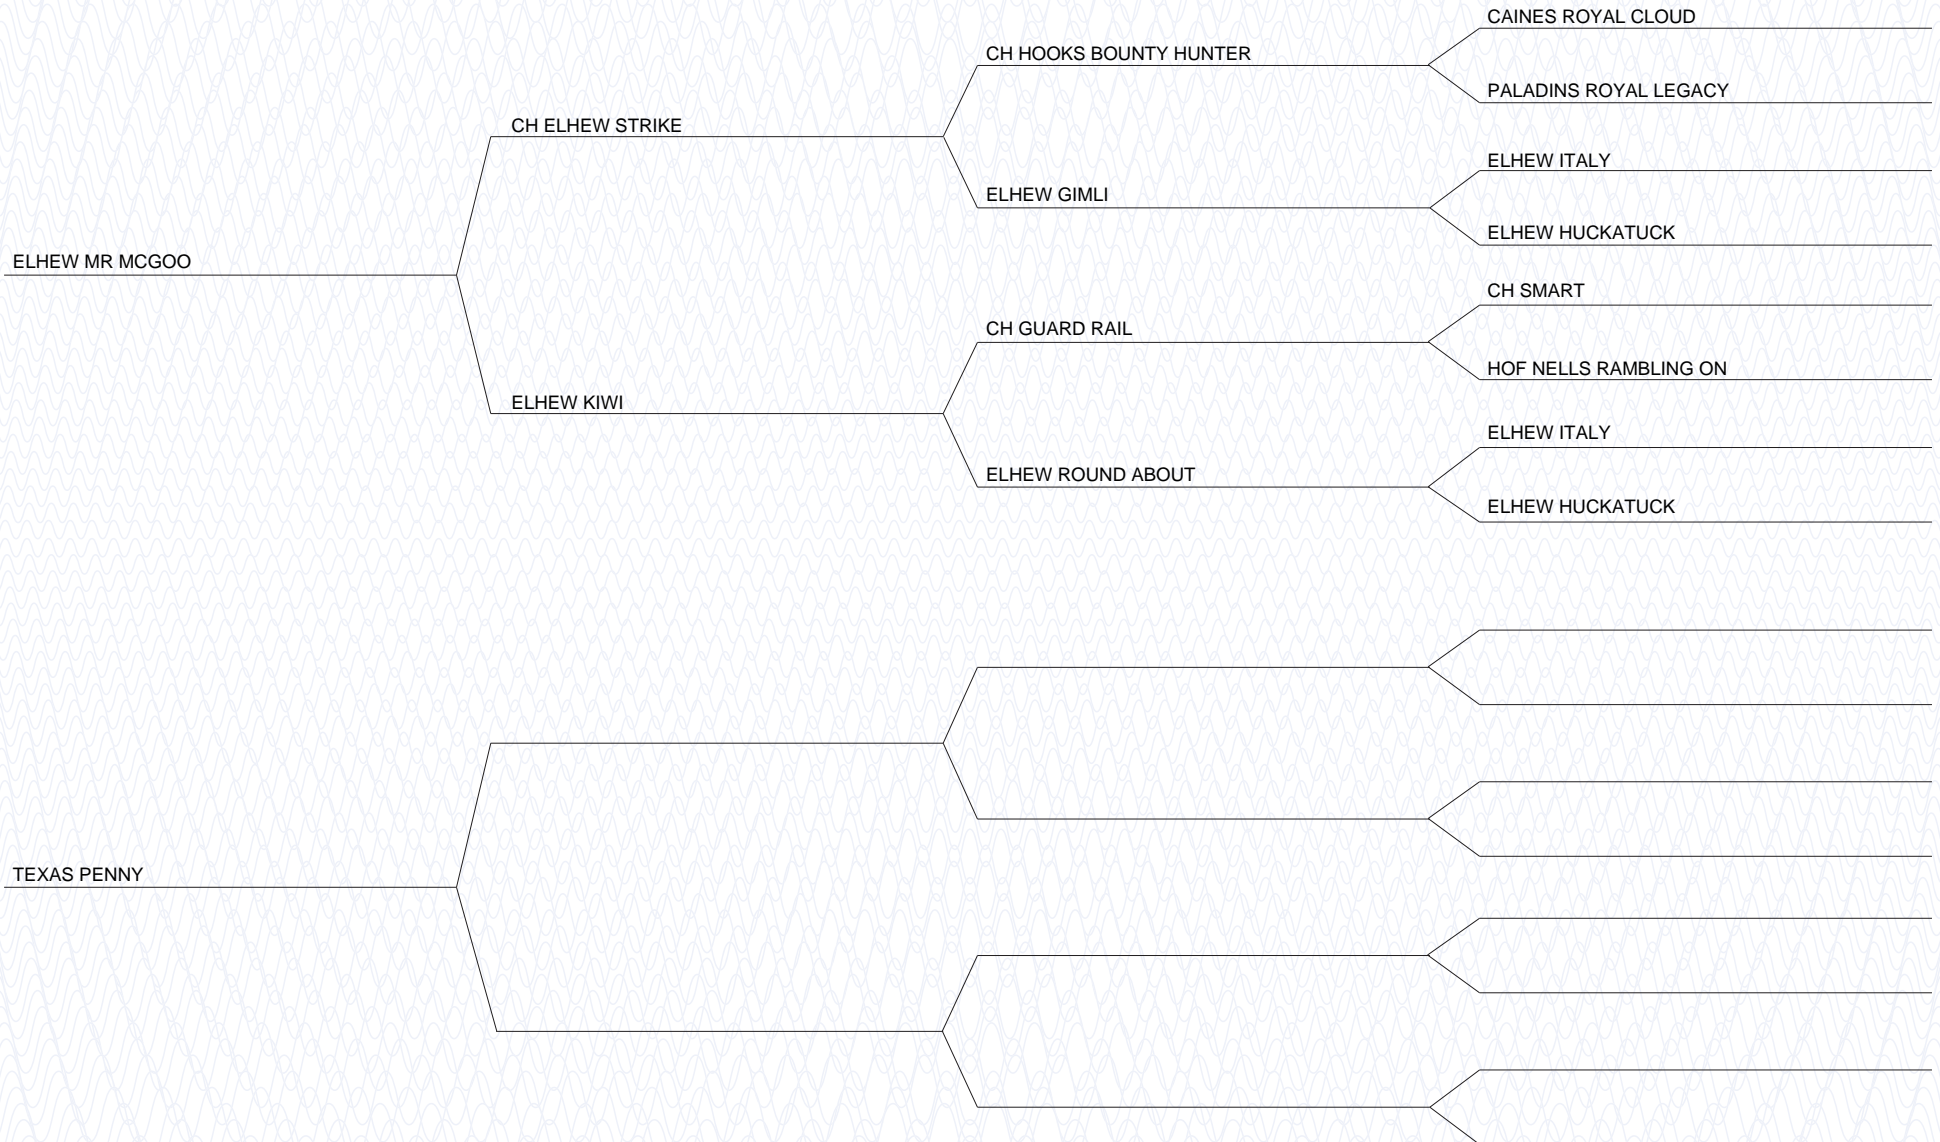 CAINES ROYAL CLOUD
CH HOOKS BOUNTY HUNTER
PALADINS ROYAL LEGACY
CH ELHEW STRIKE
ELHEW ITALY
ELHEW GIMLI
ELHEW HUCKATUCK
ELHEW MR MCGOO
CH SMART
CH GUARD RAIL
HOF NELLS RAMBLING ON
ELHEW KIWI
ELHEW ITALY
ELHEW ROUND ABOUT
ELHEW HUCKATUCK
TEXAS PENNY